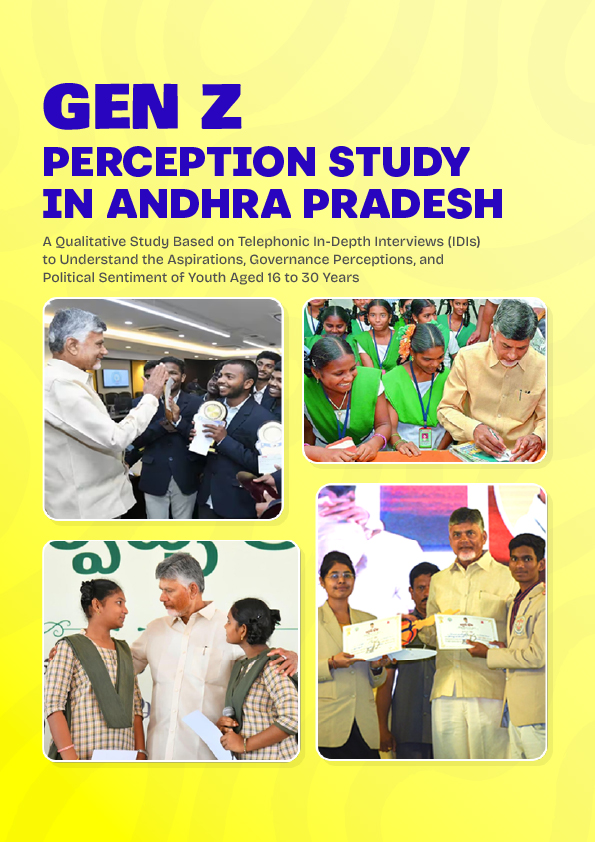 GEN Z
PERCEPTION STUDY
IN ANDHRA PRADESH
A Qualitative Study Based on Telephonic In-Depth Interviews (IDIs)
to Understand the Aspirations, Governance Perceptions, and
Political Sentiment of Youth Aged 16 to 30 Years